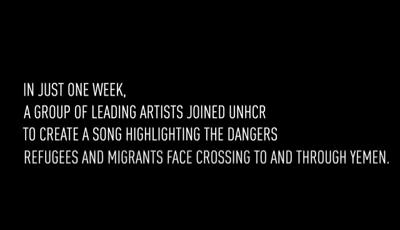 IN JUST ONE WEEK,
A GROUP OF LEADING ARTISTS JOINED UNHCR
TO CREATE A SONG HIGHLIGHTING THE DANGERS
REFUGEES AND MIGRANTS FACE CROSSING TO AND THROUGH YEMEN.